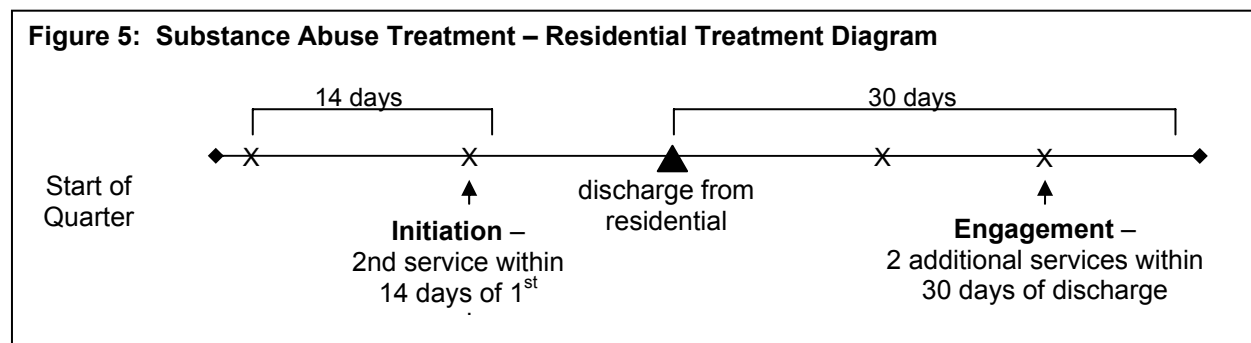 Figure 5: Substance Abuse Treatment – Residential Treatment Diagram
14 days
30 days
X
X
X
X
Start of
Quarter
discharge from
residential
Initiation –
2nd service within
14 days of 1st
Engagement –
2 additional services within
30 days of discharge